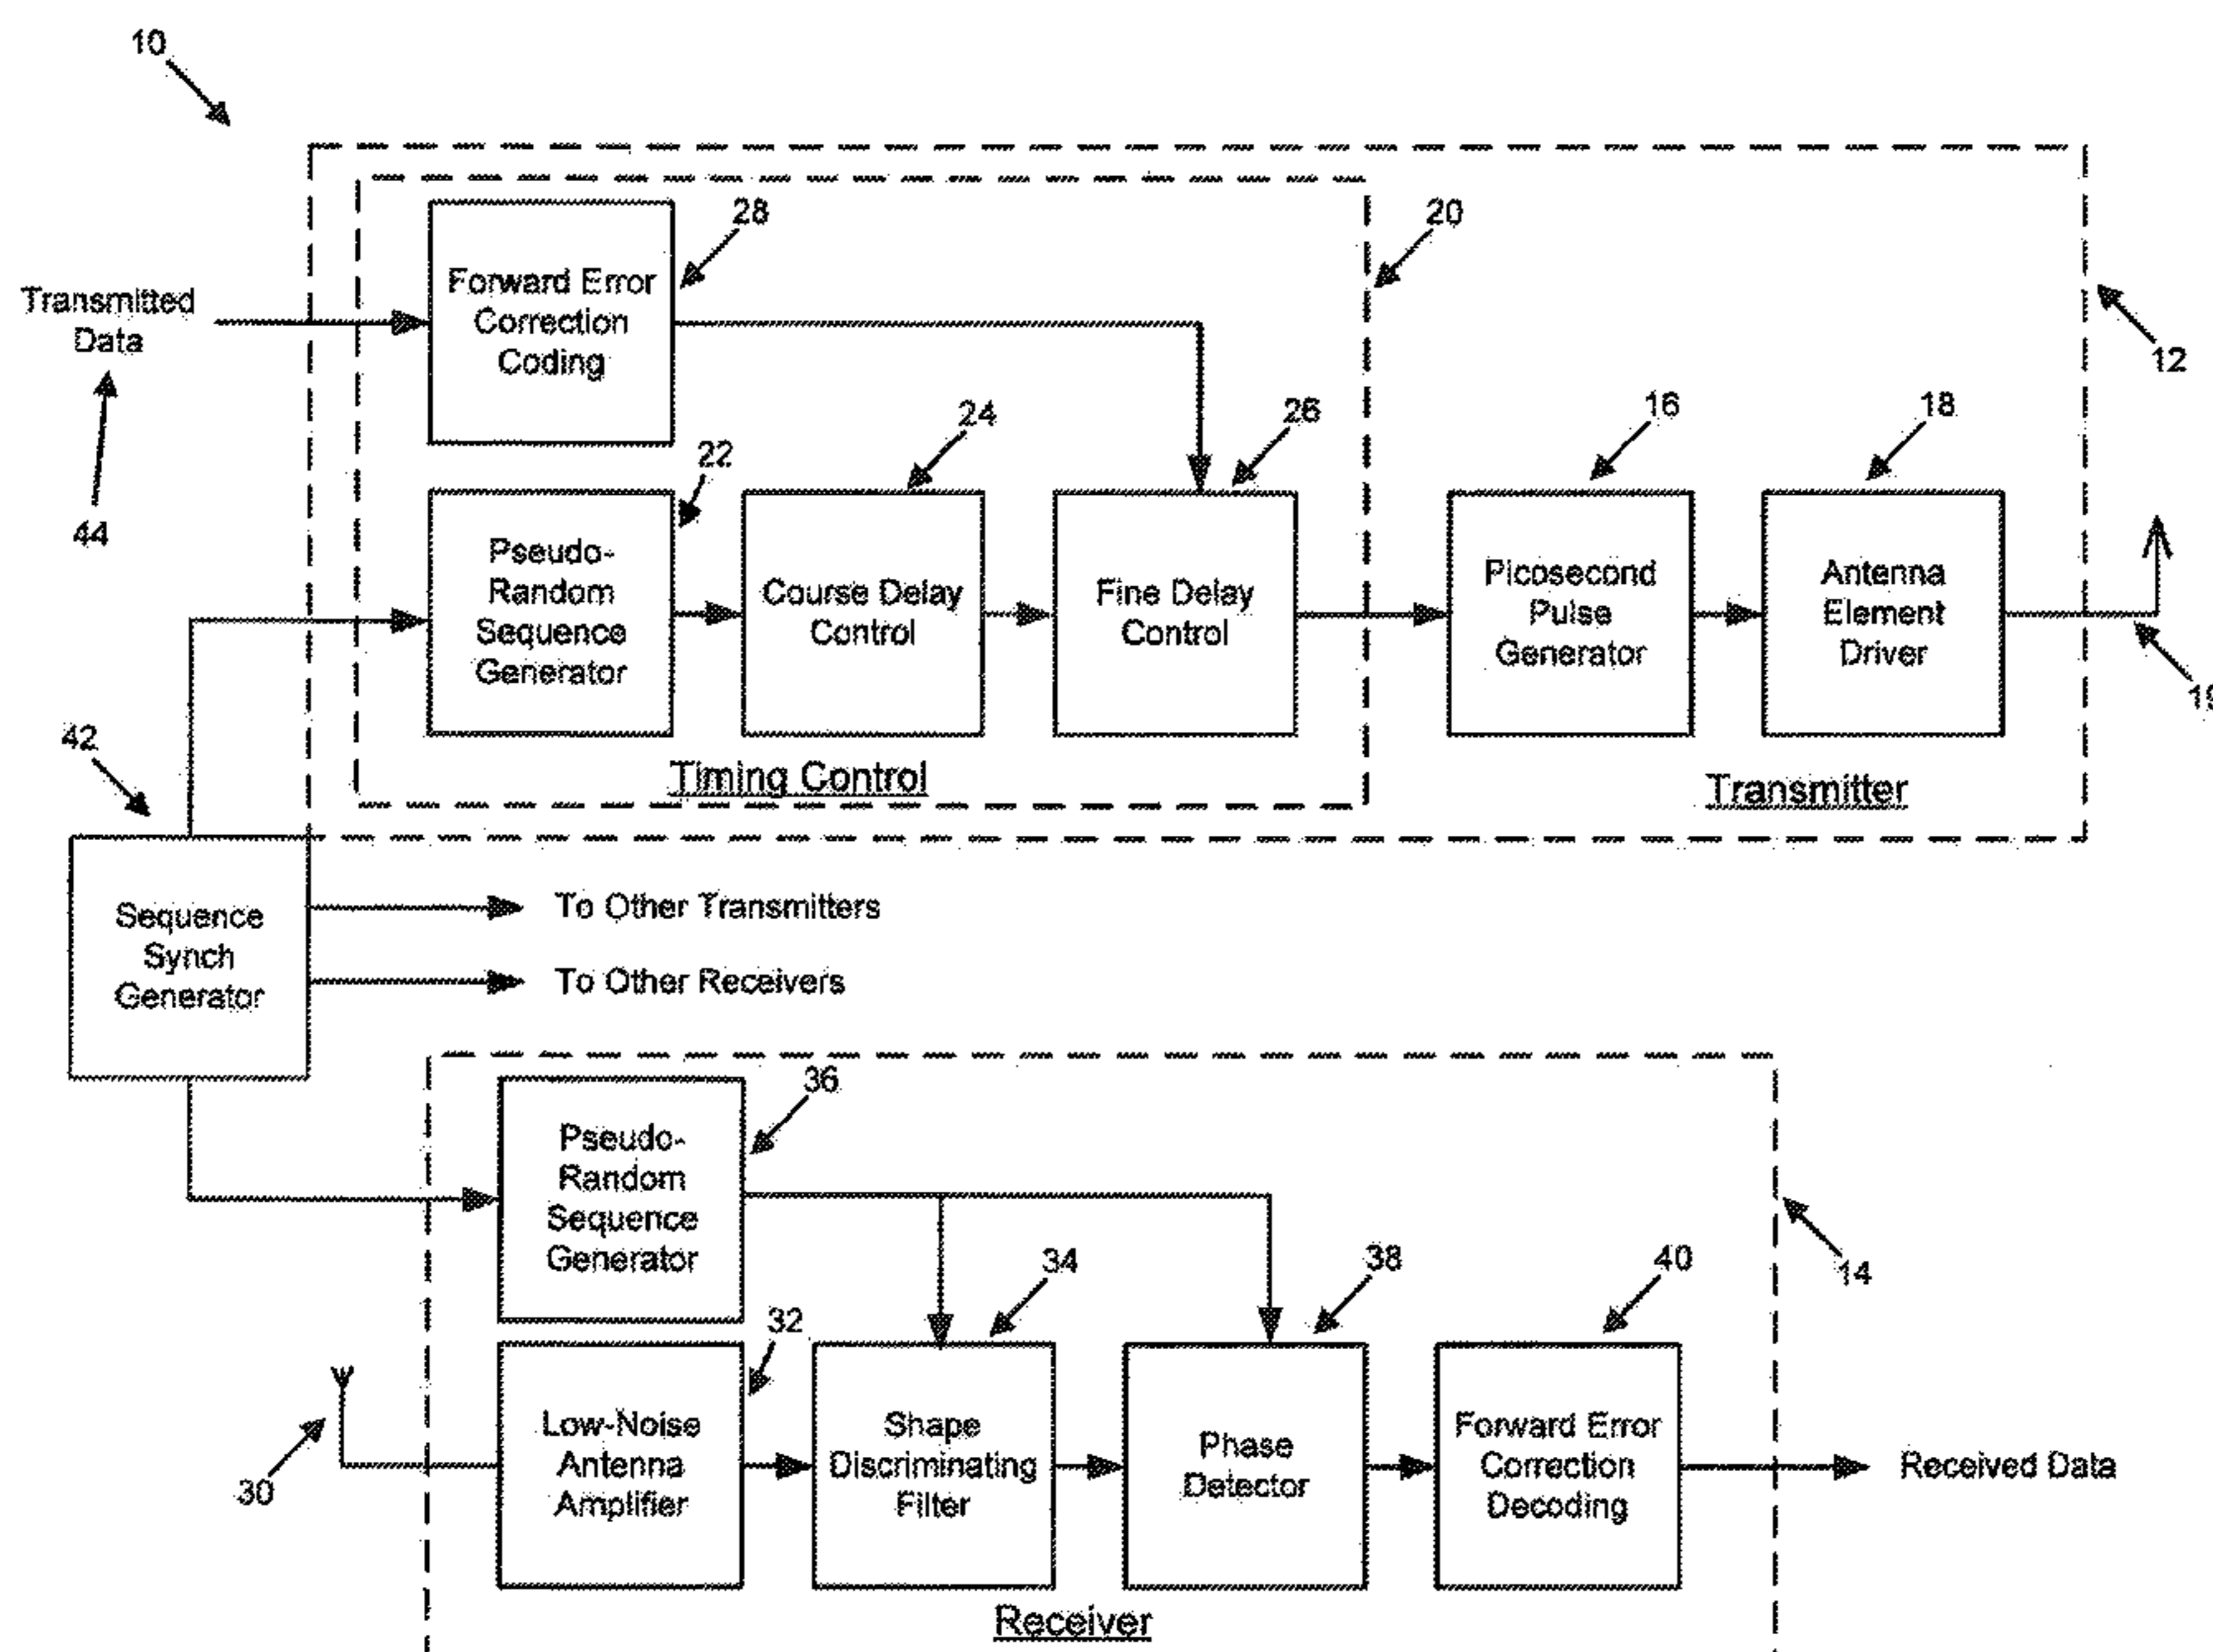 10
28
20
Forward Error
Correction
Coding
Transmitted
Data
12
44
24
26
16
18
22
Pseudo-
Random
Sequence
Generator
Course Delay
Control
Fine Delay
Control
Picosecond
Pulse
Generator
Antenna
Element
Driver
19
42
Timing Control
Transmitter
Sequence
Synch
Generator
To Other Transmitters
To Other Receivers
36
Pseudo-
Random
Sequence
Generator
34
38
40
14
32
30
Low-Noise
Antenna
Amplifier
Shape
Discriminating
Filter
Phase
Detector
Forward Error
Correction
Decoding
Received Data
Receiver